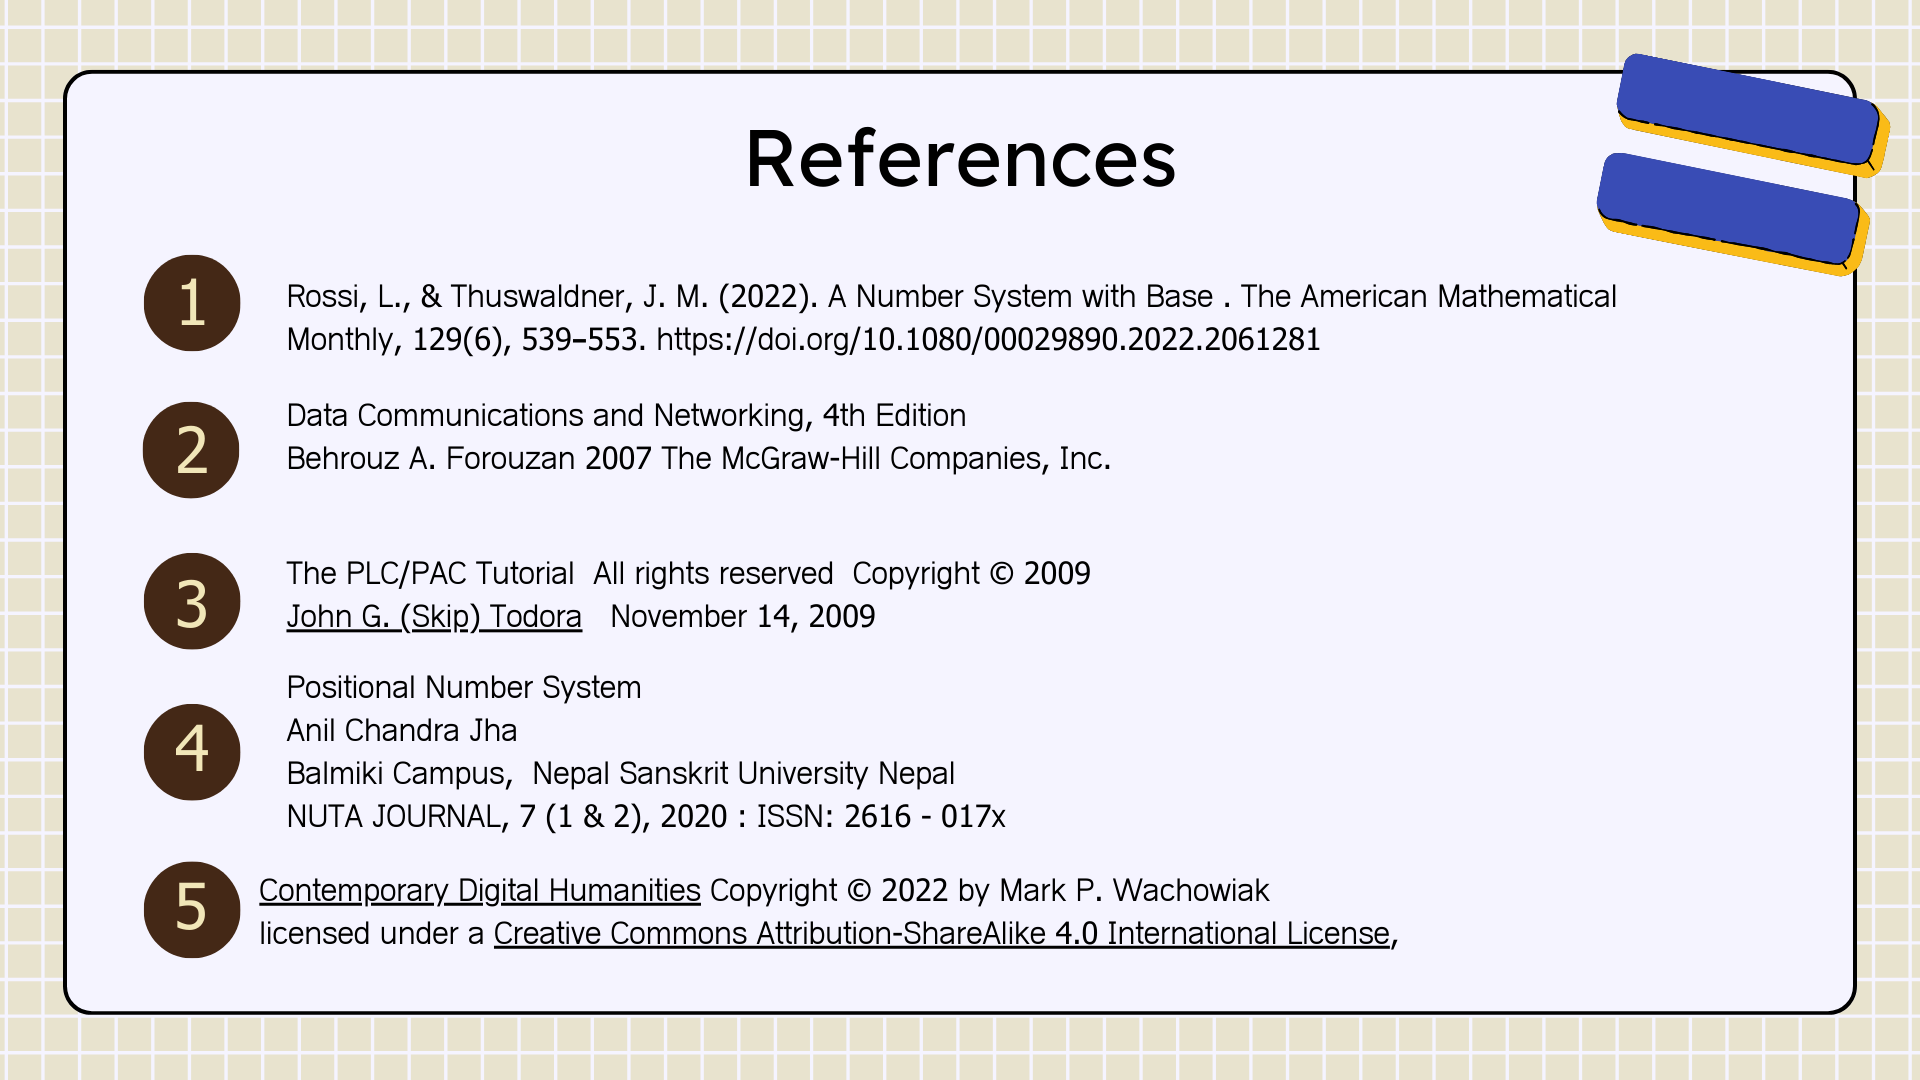 References
1
Rossi, L., & Thuswaldner, J. M. (2022). A Number System with Base . The American Mathematical
Monthly, 129(6), 539–553. https://doi.org/10.1080/00029890.2022.2061281
2
Data Communications and Networking, 4th Edition
Behrouz A. Forouzan 2007 The McGraw-Hill Companies, Inc.
3
The PLC/PAC Tutorial  All rights reserved  Copyright © 2009
John G. (Skip) Todora   November 14, 2009
4
Positional Number System
Anil Chandra Jha
Balmiki Campus,  Nepal Sanskrit University Nepal
NUTA JOURNAL, 7 (1 & 2), 2020 : ISSN: 2616 - 017x
5
Contemporary Digital Humanities Copyright © 2022 by Mark P. Wachowiak
licensed under a Creative Commons Attribution-ShareAlike 4.0 International License,